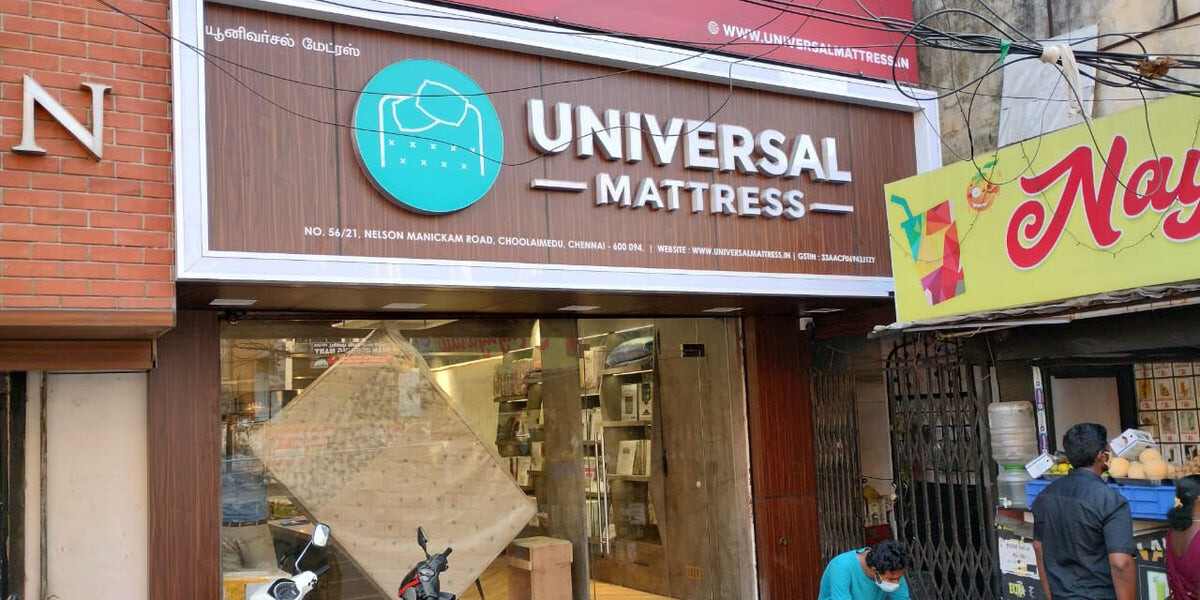 WWW.UNIVERSALMATTRESS.IN
யூனிவர்சல் மேட்ரஸ்
UNIVERSAL
MATTRESS
NO. 56/21, NELSON MANICKAM ROAD, CHOOLAIMEDU, CHENNAI - 600 094. | WEBSITE : WWW.UNIVERSALMATTRESS.IN | GSTIN :
N
Nay